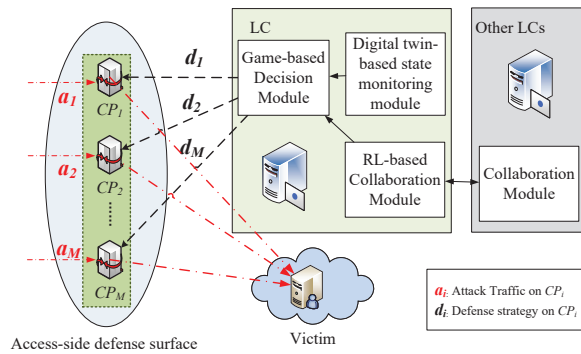 LC
Other LCs
Game-based
Decision
Module
Digital twin-
based state
monitoring
module
RL-based
Collaboration
Module
Collaboration
Module
d1
d2
dM
a1
CP1
a2
CP2
......
aM
CPM
Victim
Access-side defense surface
ai: Attack Traffic on CPi
di: Defense strategy on CPi